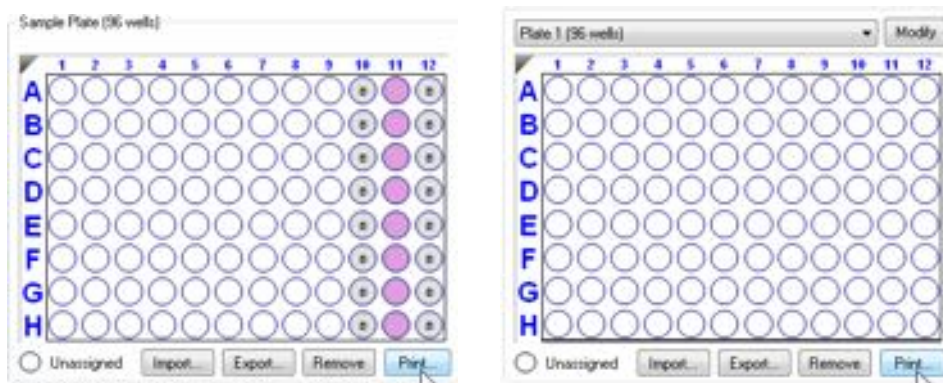 Sample Plate (96 wells)
1 2 3 4 5 6 7 8 9 10 11 12
A B
B B
C B
D B
E B
F B
G B
H B
Unassigned Import... Export... Remove Print...
Plate 1 (96 wells) Modify
1 2 3 4 5 6 7 8 9 10 11 12
A
B
C
D
E
F
G
H
Unassigned Import... Export... Remove Print...